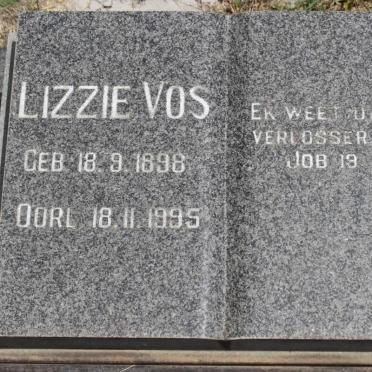 LIZZIE VOS
GEB 18.9.1898
OORL 18.11.1995
EK WEET
VERLOSSER
JOB 19